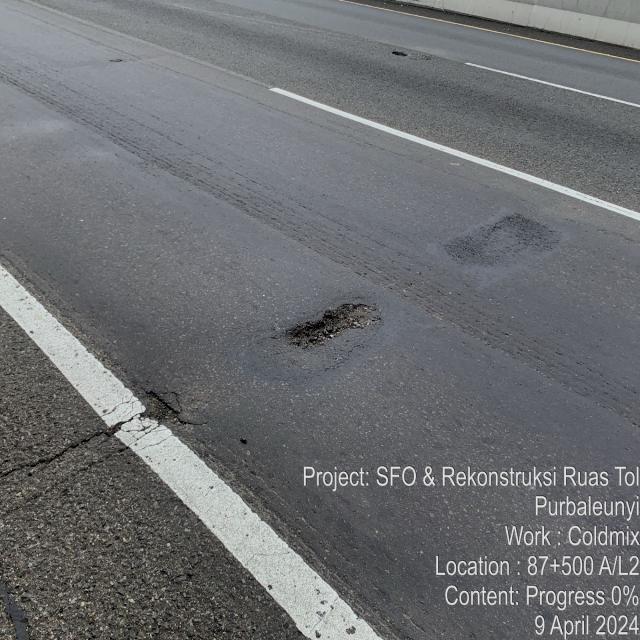 Project: SFO & Rekonstruksi Ruas Tol
Purbaleunyi
Work : Coldmix
Location : 87+500 A/L2
Content: Progress 0%
9 April 2024